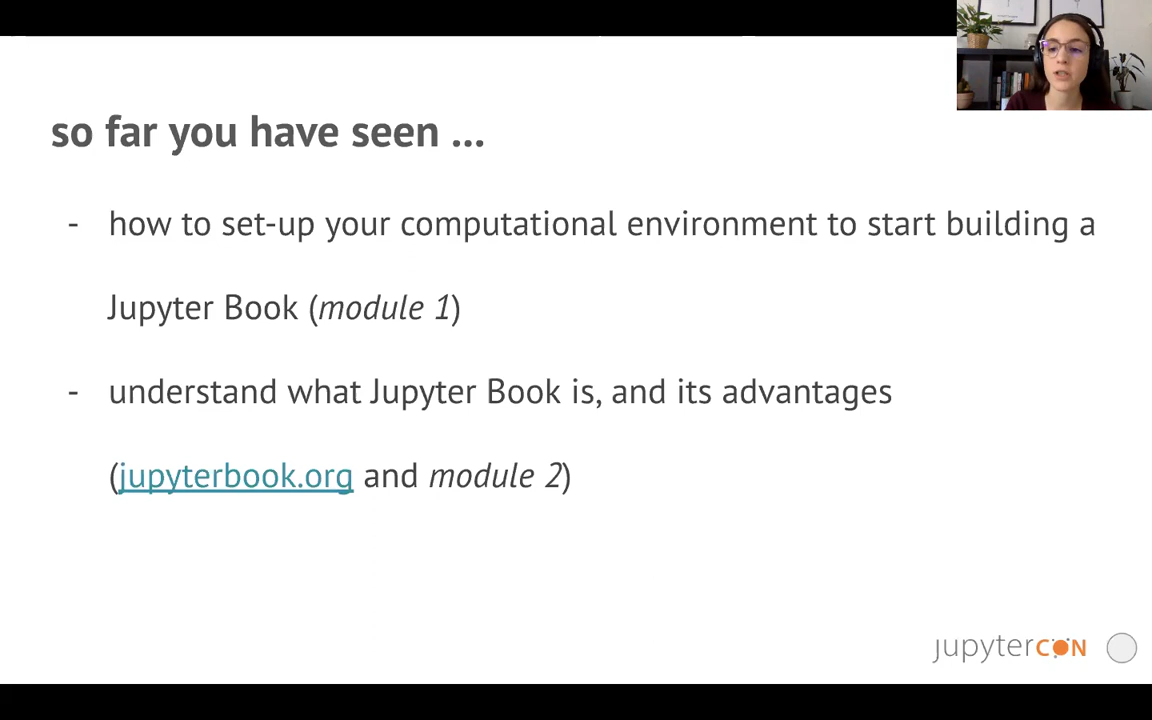 so far you have seen ...
- how to set-up your computational environment to start building a
Jupyter Book (module 1)
- understand what Jupyter Book is, and its advantages
(jupyterbook.org and module 2)
jupytercon